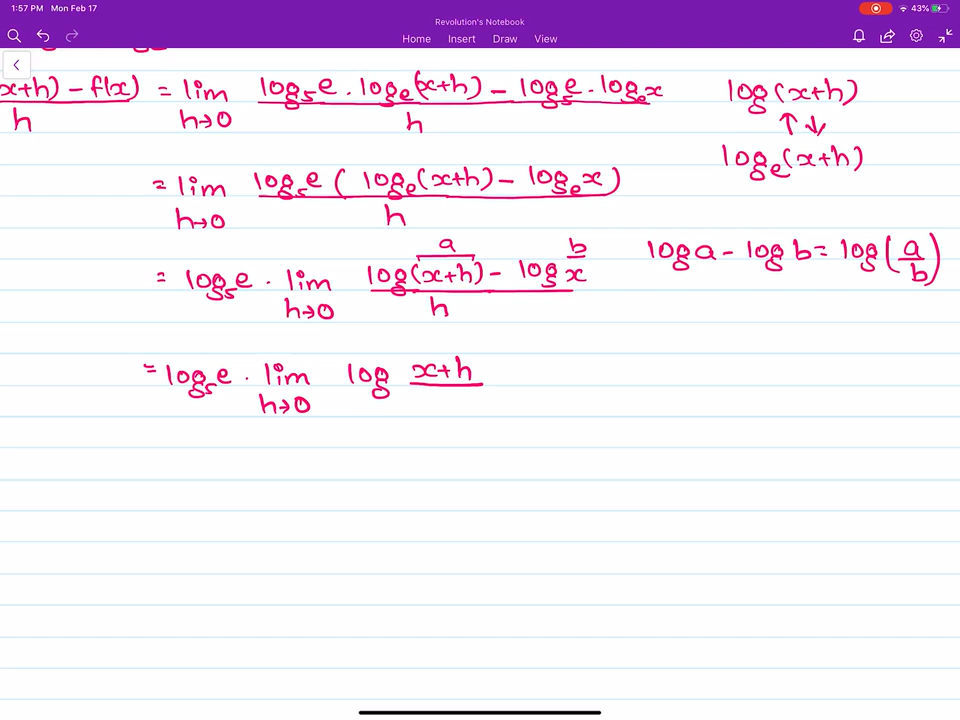 1:57 PM Mon Feb 17
43%
Revolution's Notebook
Home Insert Draw View
x+h) - f(x) / h = lim h→0 log₅e · logₑ(x+h) - log₅e · logₑx / h
log(x+h)
↑↓
logₑ(x+h)
= lim h→0 log₅e ( logₑ(x+h) - logₑx ) / h
a b
= log₅e · lim h→0 log(x+h) - log x / h
log a - log b = log(a/b)
= log₅e · lim h→0 log x+h